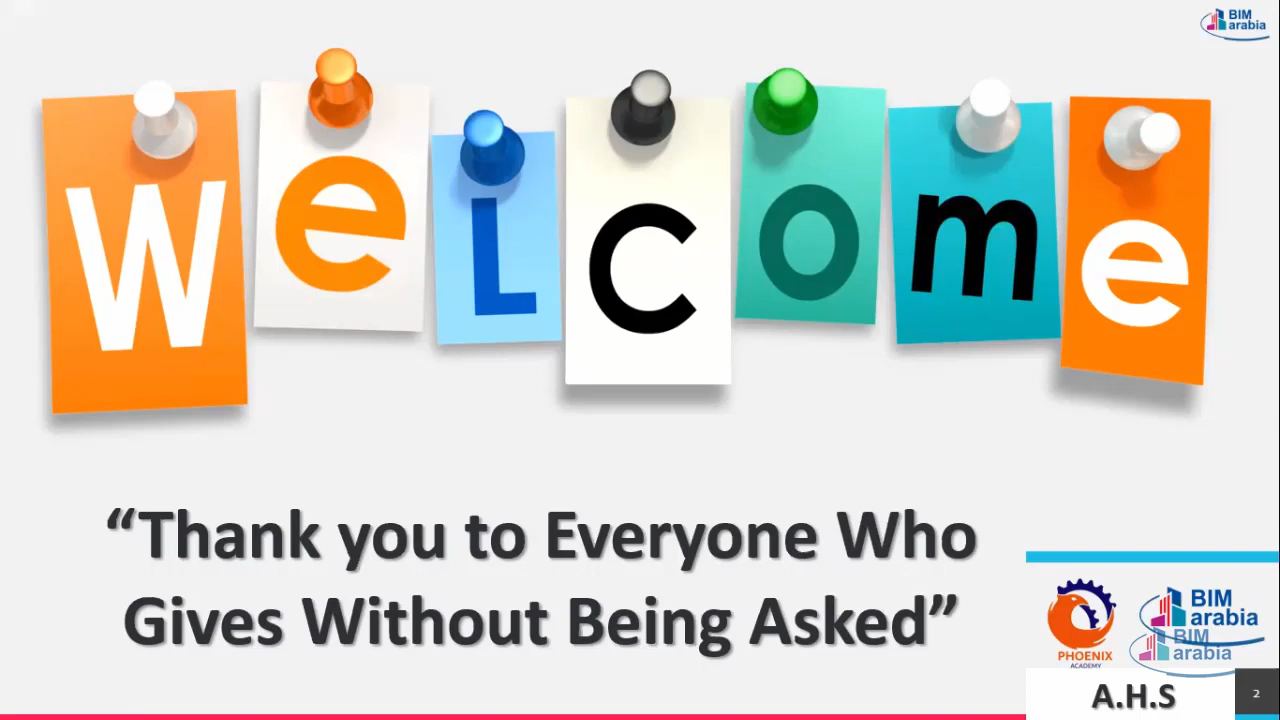 BIM
arabia
WeLcome
“Thank you to Everyone Who
Gives Without Being Asked”
PHOENIX
ACADEMY
BIM
arabia
BIM
arabia
A.H.S
2